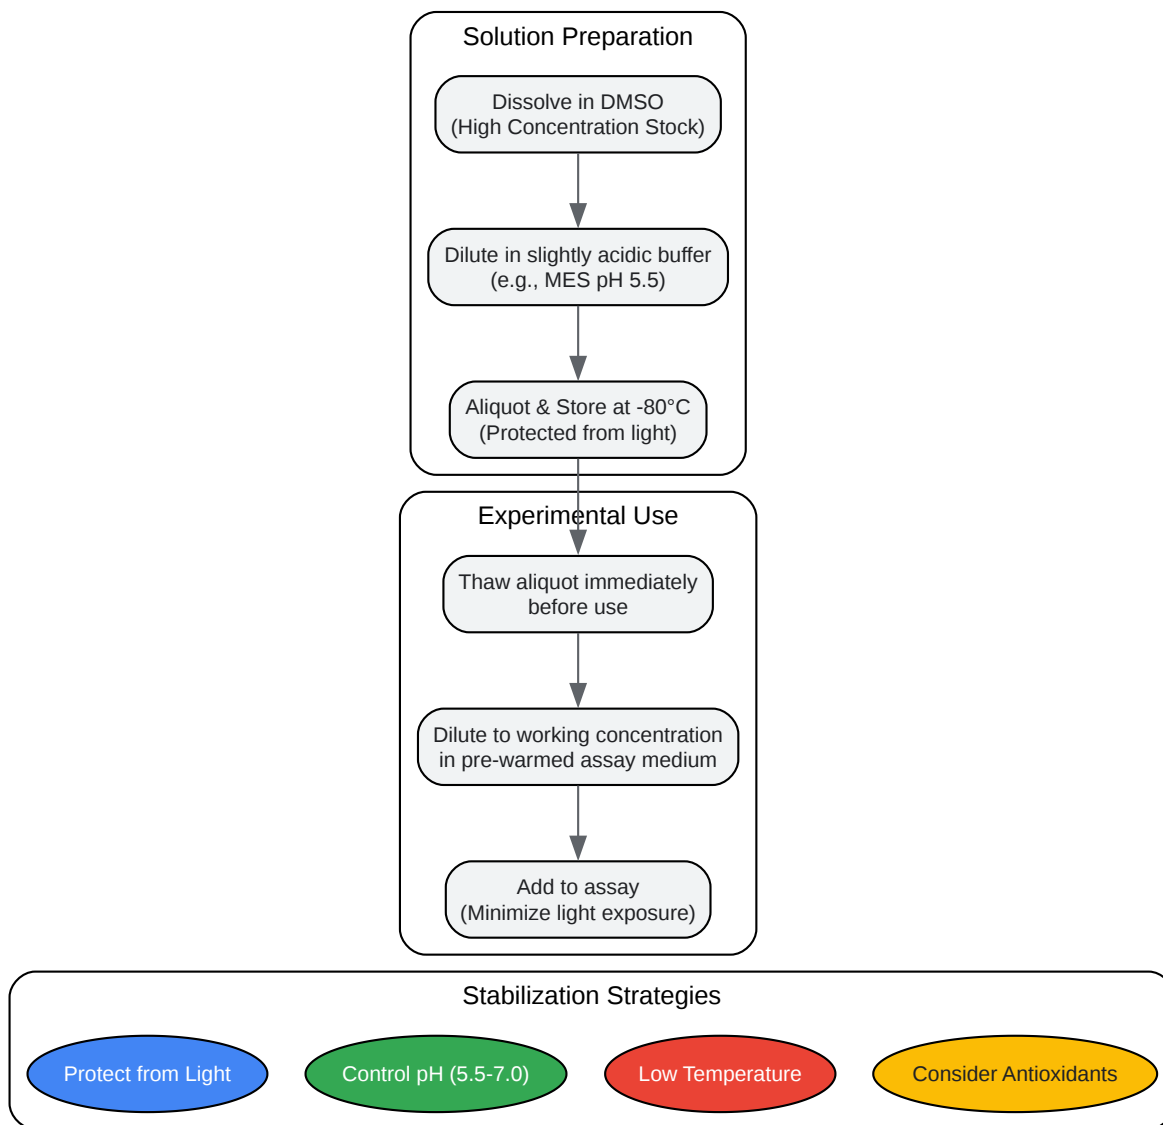 Solution Preparation
Dissolve in DMSO
(High Concentration Stock)
Dilute in slightly acidic buffer
(e.g., MES pH 5.5)
Aliquot & Store at -80°C
(Protected from light)
Experimental Use
Thaw aliquot immediately
before use
Dilute to working concentration
in pre-warmed assay medium
Add to assay
(Minimize light exposure)
Stabilization Strategies
Protect from Light
Control pH (5.5-7.0)
Low Temperature
Consider Antioxidants